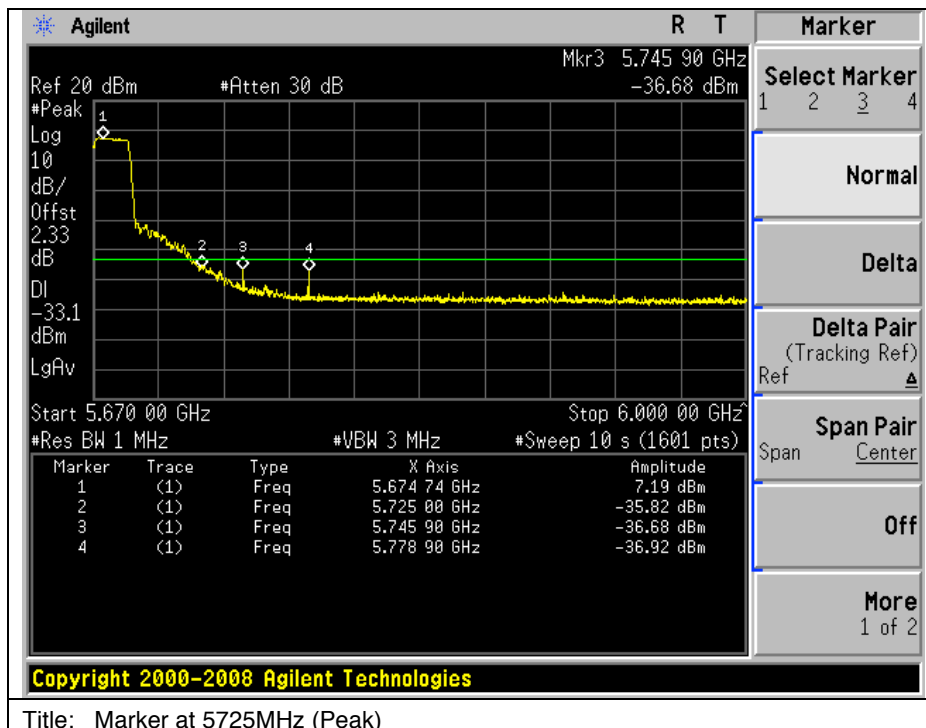 Agilent R T Marker
Mkr3 5.745 90 GHz
Ref 20 dBm #Atten 30 dB -36.68 dBm
Select Marker
1 2 3 4
#Peak
Log
10
dB/
Offst
2.33
dB
DI
-33.1
dBm
LgAv
1
2 3 4
Normal
Delta
Delta Pair
(Tracking Ref)
Ref Δ
Span Pair
Span Center
Off
More
1 of 2
Start 5.670 00 GHz Stop 6.000 00 GHz^
#Res BW 1 MHz #VBW 3 MHz #Sweep 10 s (1601 pts)
Marker Trace Type X Axis Amplitude
1 (1) Freq 5.674 74 GHz 7.19 dBm
2 (1) Freq 5.725 00 GHz -35.82 dBm
3 (1) Freq 5.745 90 GHz -36.68 dBm
4 (1) Freq 5.778 90 GHz -36.92 dBm
Copyright 2000-2008 Agilent Technologies
Title: Marker at 5725MHz (Peak)